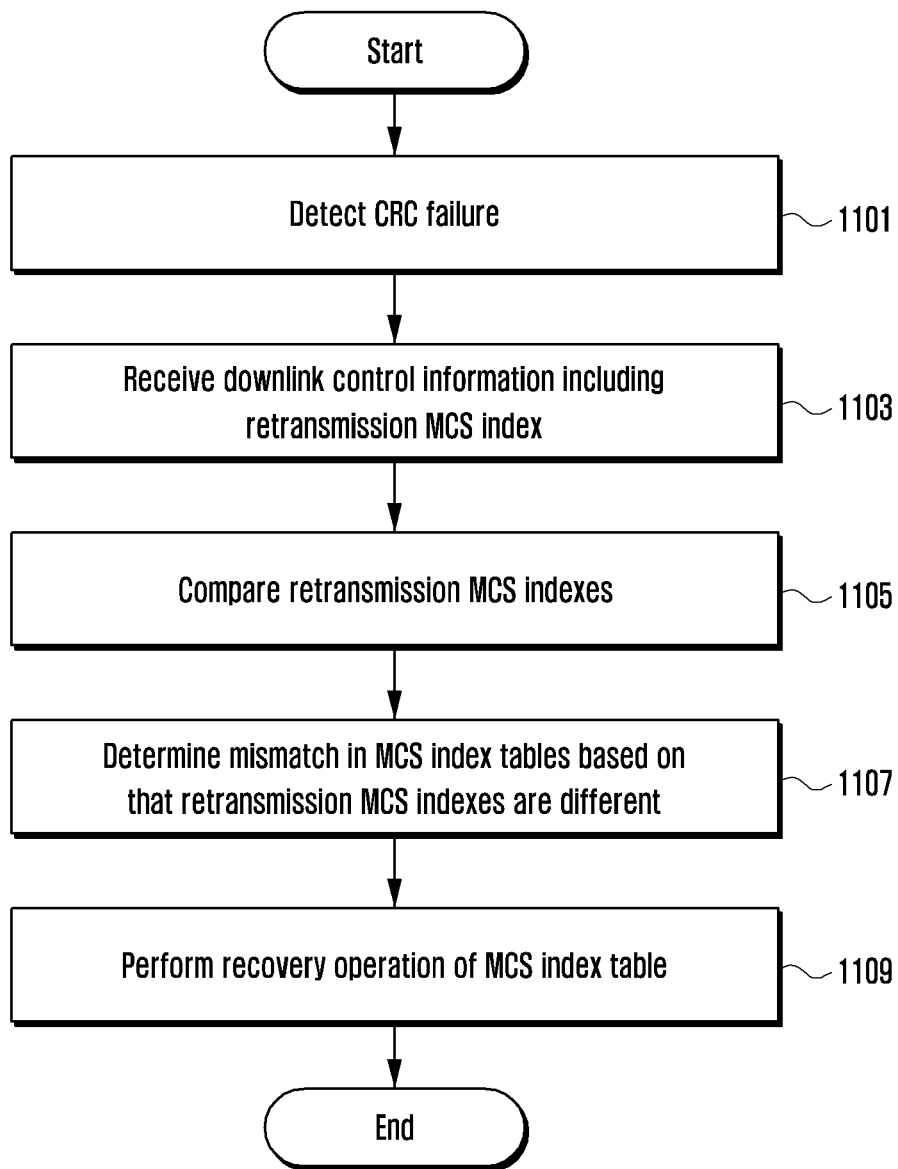 Start
Detect CRC failure
1101
Receive downlink control information including
retransmission MCS index
1103
Compare retransmission MCS indexes
1105
Determine mismatch in MCS index tables based on
that retransmission MCS indexes are different
1107
Perform recovery operation of MCS index table
1109
End